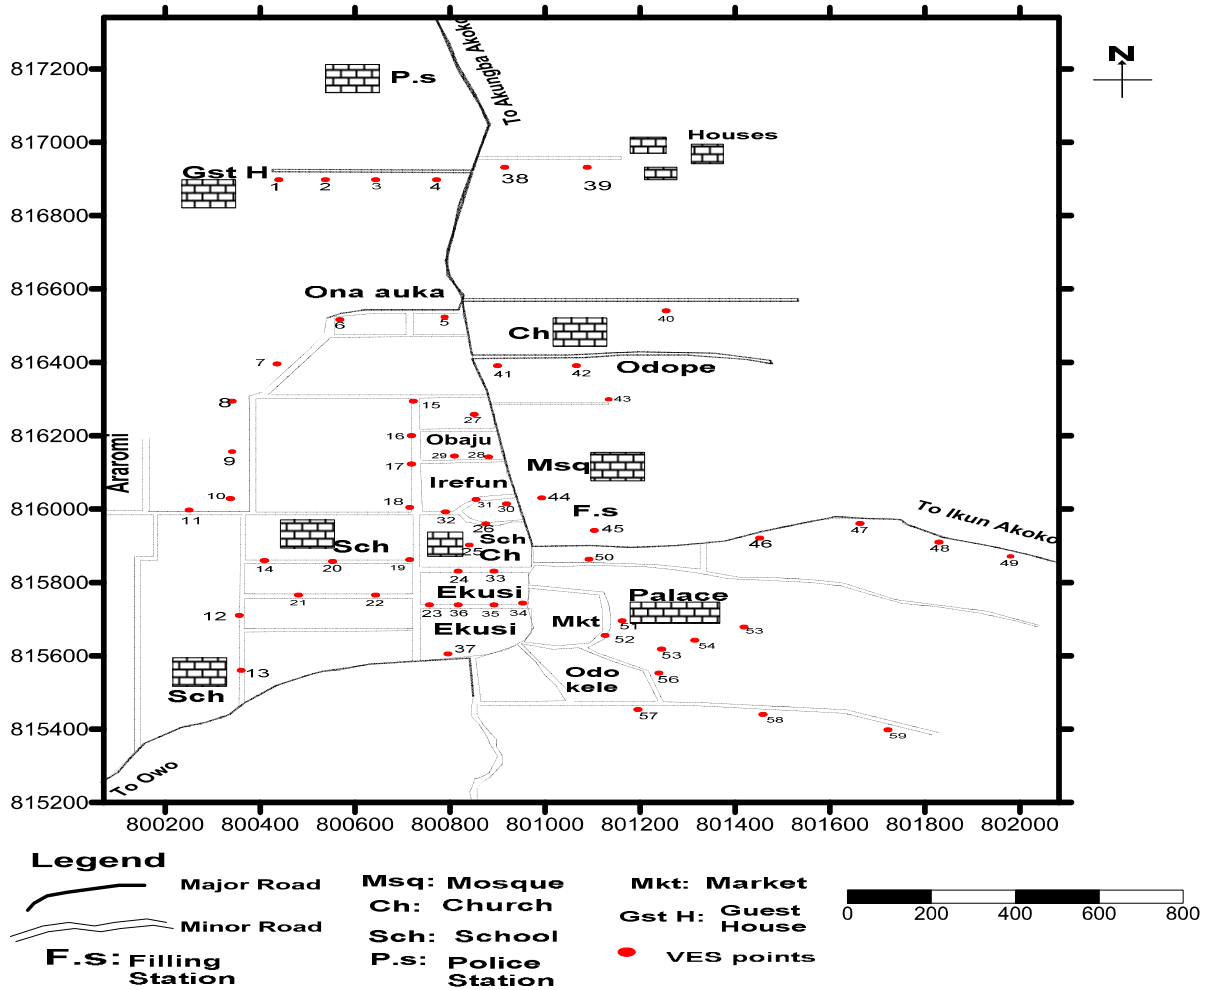 To Akungba Akoko
N
817200
P.s
817000
Houses
Gst H
1
2
3
4
38
39
816800
816600
Ona auka
6
5
40
Ch
816400
7
41
42
Odope
43
8
15
27
816200
16
Obaju
29
28
Araromi
9
17
Msq
Irefun
10
18
31
30
44
F.s
816000
11
32
26
45
To Ikun Akoko
47
46
48
49
Sch
Sch
25
Ch
50
14
20
19
24
33
815800
21
22
Ekusi
23
36
35
34
Palace
12
Mkt
51
52
53
54
Ekusi
815600
37
53
13
Odo
kele
56
Sch
57
58
59
815400
To Owo
815200
800200 800400 800600 800800 801000 801200 801400 801600 801800 802000
Legend
Major Road
Minor Road
F.s: Filling
Station
Msq: Mosque
Ch: Church
Sch: School
P.s: Police
Station
Mkt: Market
Gst H: Guest
House
VES points
0 200 400 600 800